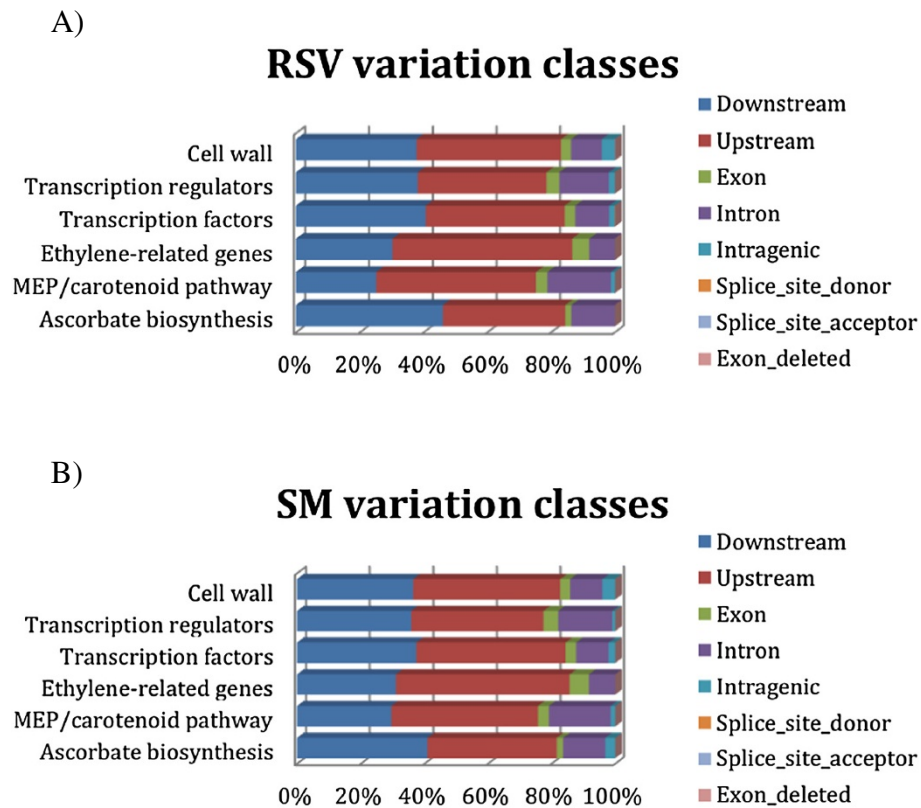 A)
RSV variation classes
Cell wall
Transcription regulators
Transcription factors
Ethylene-related genes
MEP/carotenoid pathway
Ascorbate biosynthesis
0% 20% 40% 60% 80% 100%
Downstream
Upstream
Exon
Intron
Intragenic
Splice_site_donor
Splice_site_acceptor
Exon_deleted
B)
SM variation classes
Cell wall
Transcription regulators
Transcription factors
Ethylene-related genes
MEP/carotenoid pathway
Ascorbate biosynthesis
0% 20% 40% 60% 80% 100%
Downstream
Upstream
Exon
Intron
Intragenic
Splice_site_donor
Splice_site_acceptor
Exon_deleted